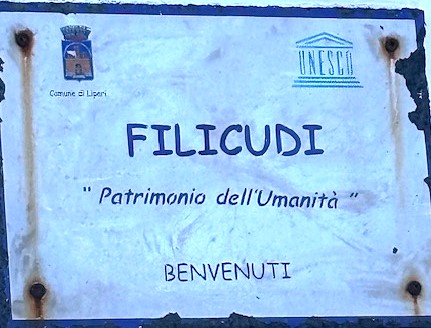 UNESCO
Comune di Lipari
FILICUDI
"Patrimonio dell'Umanità"
BENVENUTI